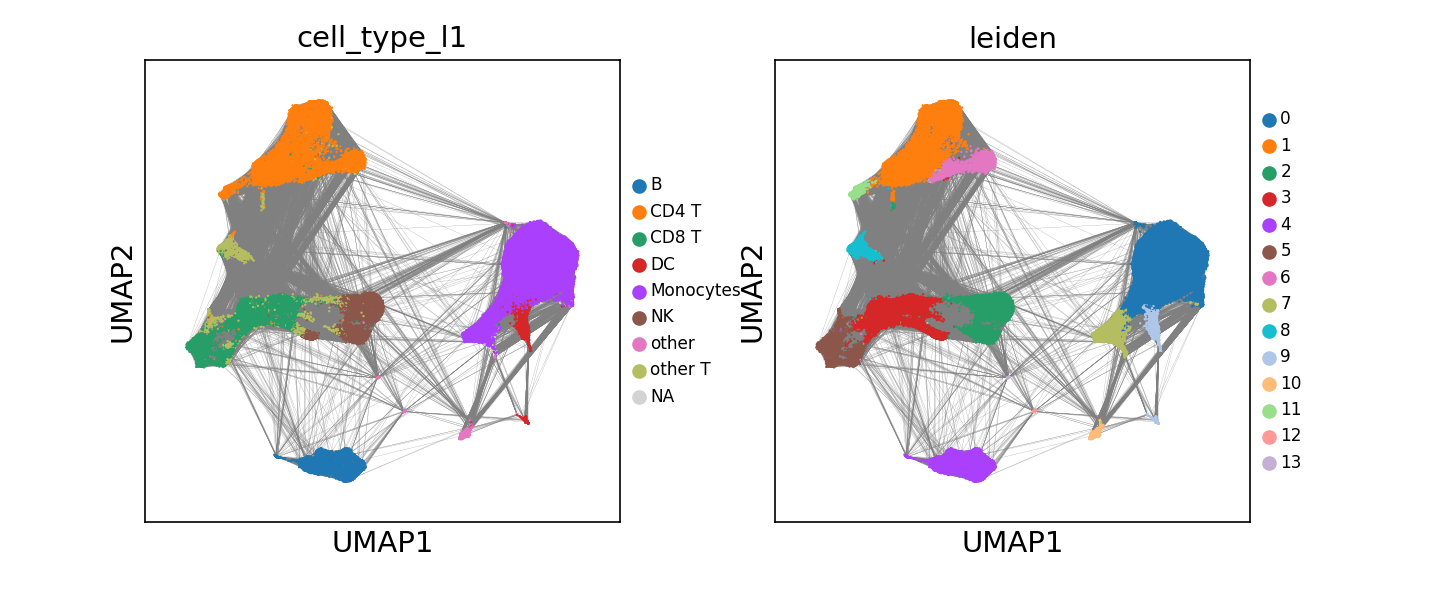 cell_type_l1
UMAP2
UMAP1
B
CD4 T
CD8 T
DC
Monocytes
NK
other
other T
NA
leiden
UMAP2
UMAP1
0
1
2
3
4
5
6
7
8
9
10
11
12
13